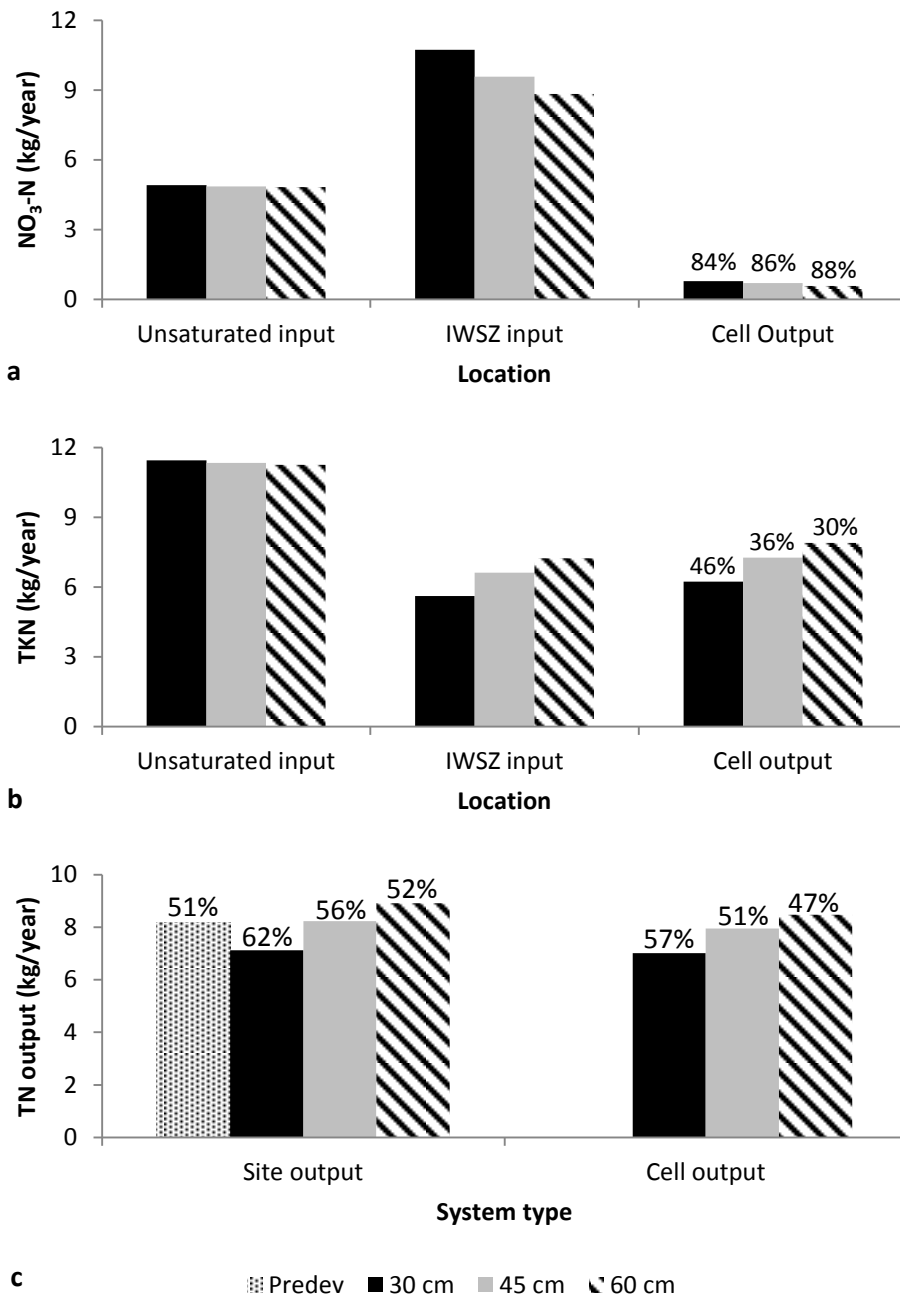 12
9
6
3
0
NO3-N (kg/year)
84% 86% 88%
Unsaturated input IWSZ input Cell Output
a Location
12
9
6
3
0
TKN (kg/year)
46% 36% 30%
Unsaturated input IWSZ input Cell output
b Location
10
8
6
4
2
0
TN output (kg/year)
51% 62% 56% 52% 57% 51% 47%
Site output Cell output
System type
c Predev 30 cm 45 cm 60 cm